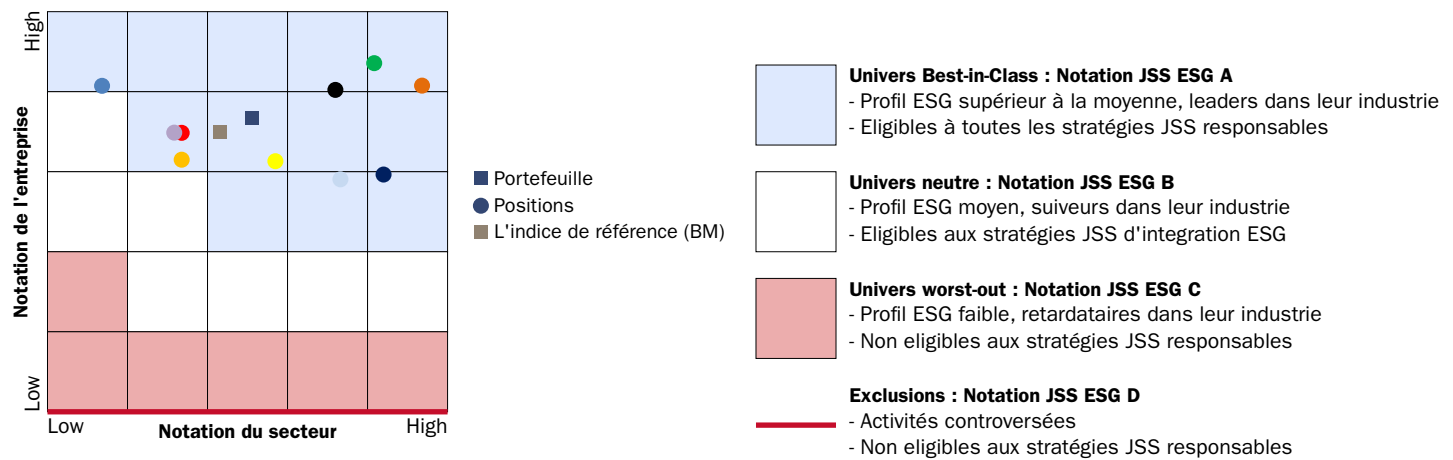 High
Notation de l'entreprise
Low
Low
Notation du secteur
High
Portefeuille
Positions
L'indice de référence (BM)
Univers Best-in-Class : Notation JSS ESG A
- Profil ESG supérieur à la moyenne, leaders dans leur industrie
- Eligibles à toutes les stratégies JSS responsables
Univers neutre : Notation JSS ESG B
- Profil ESG moyen, suiveurs dans leur industrie
- Eligibles aux stratégies JSS d'integration ESG
Univers worst-out : Notation JSS ESG C
- Profil ESG faible, retardataires dans leur industrie
- Non eligibles aux stratégies JSS responsables
Exclusions : Notation JSS ESG D
- Activités controversées
- Non eligibles aux stratégies JSS responsables